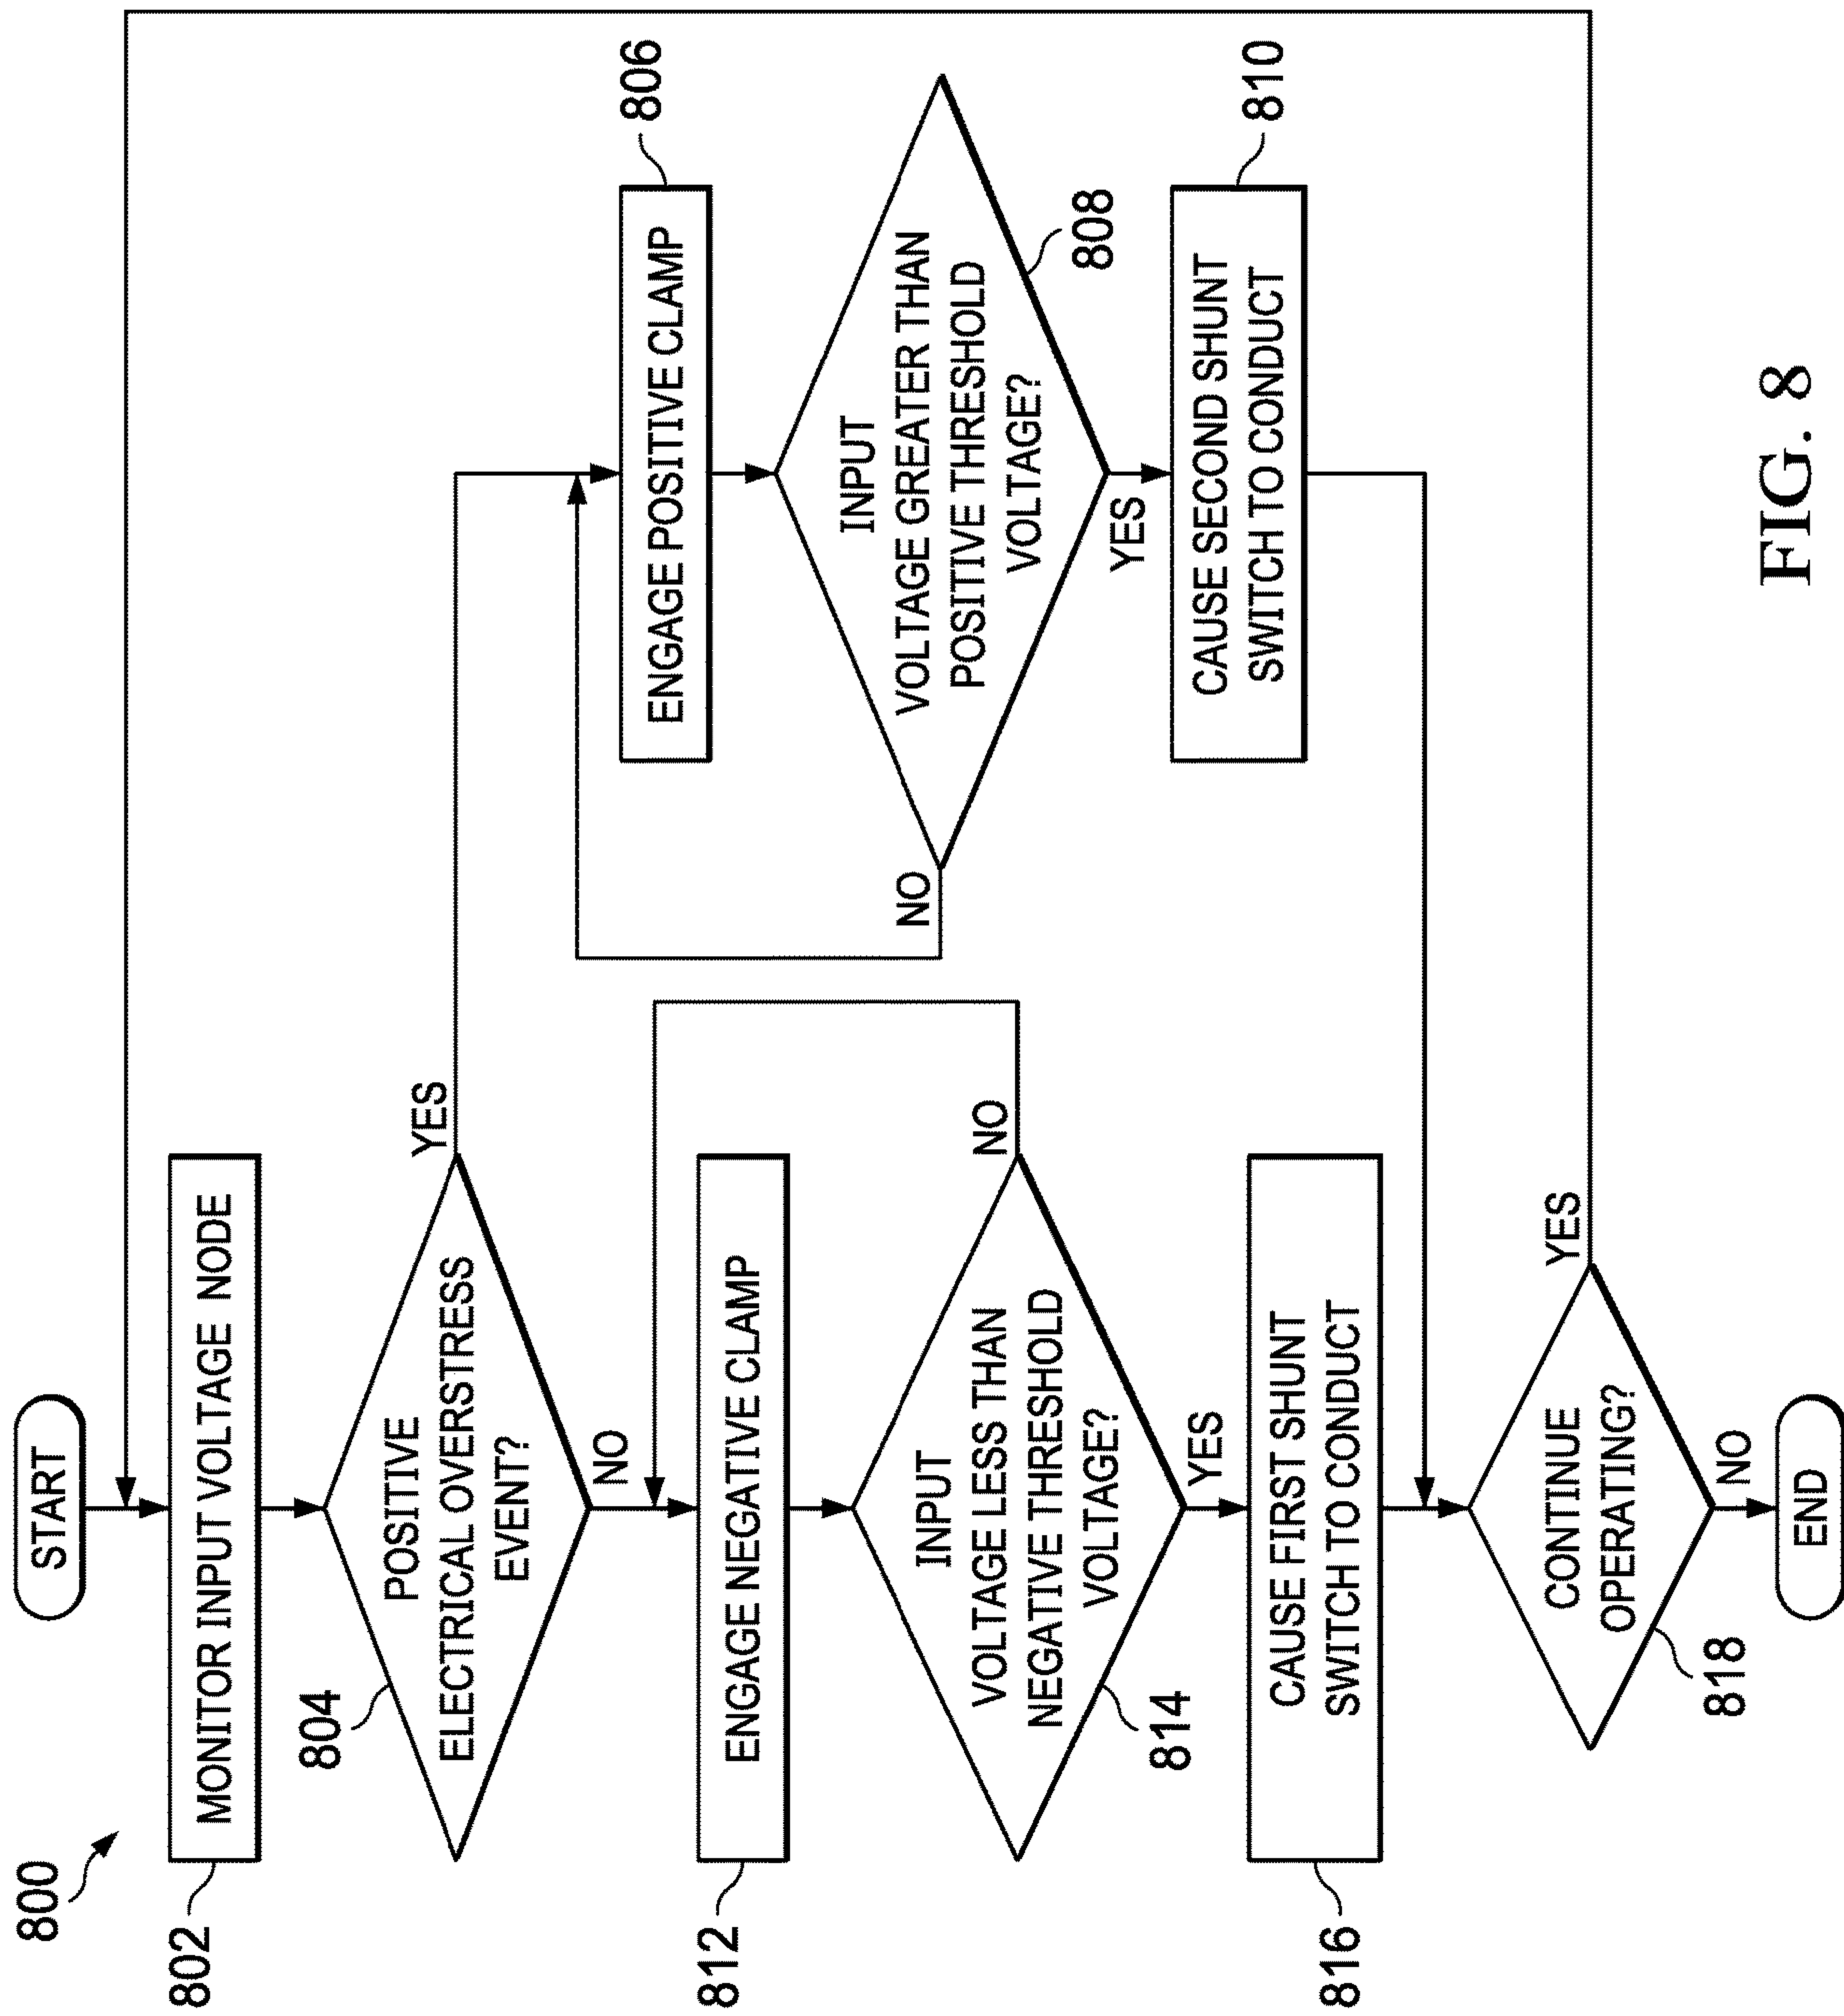 800
START
802
MONITOR INPUT VOLTAGE NODE
804
POSITIVE
ELECTRICAL OVERSTRESS
EVENT?
YES
NO
806
ENGAGE POSITIVE CLAMP
808
INPUT
VOLTAGE GREATER THAN
POSITIVE THRESHOLD
VOLTAGE?
NO
YES
810
CAUSE SECOND SHUNT
SWITCH TO CONDUCT
812
ENGAGE NEGATIVE CLAMP
814
INPUT
VOLTAGE LESS THAN
NEGATIVE THRESHOLD
VOLTAGE?
NO
YES
816
CAUSE FIRST SHUNT
SWITCH TO CONDUCT
818
CONTINUE
OPERATING?
YES
NO
END
FIG. 8